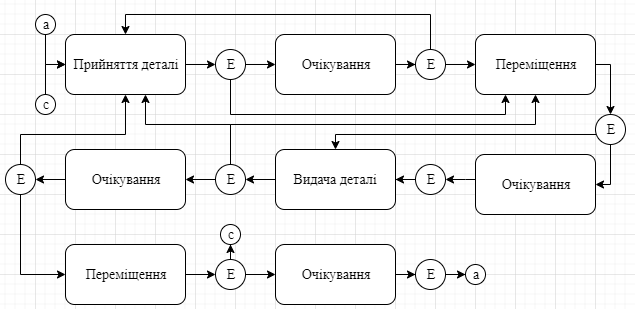 а
Прийняття деталі
Е
Очікування
Е
Переміщення
с
Е
Е
Очікування
Е
Видача деталі
Е
Очікування
с
Переміщення
Е
Очікування
Е
а